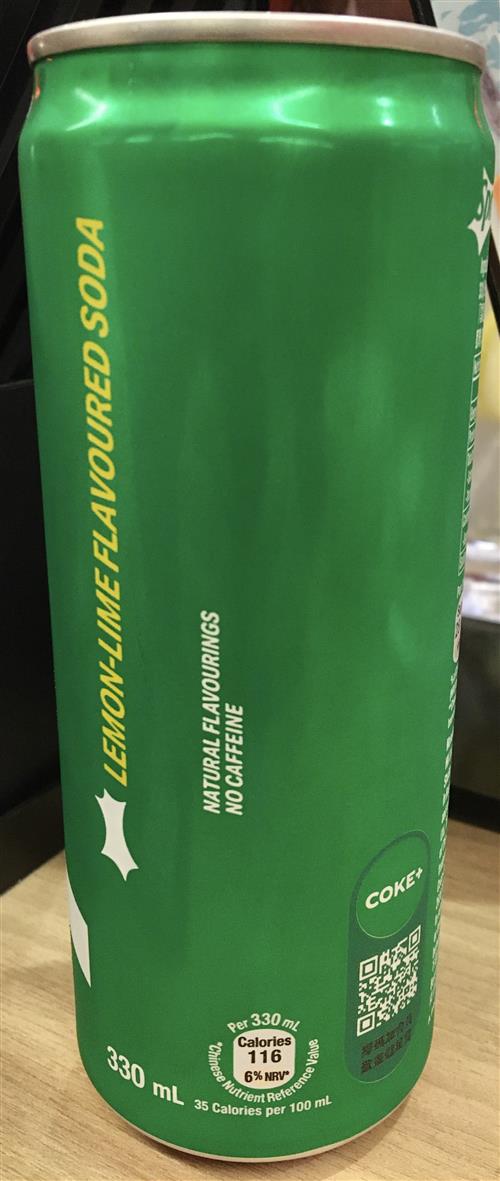 LEMON-LIME FLAVOURED SODA
NATURAL FLAVOURINGS
NO CAFFEINE
COKE+
330 mL
Per 330 mL
Calories
116
6% NRV*
*Chinese Nutrient Reference Value
35 Calories per 100 mL